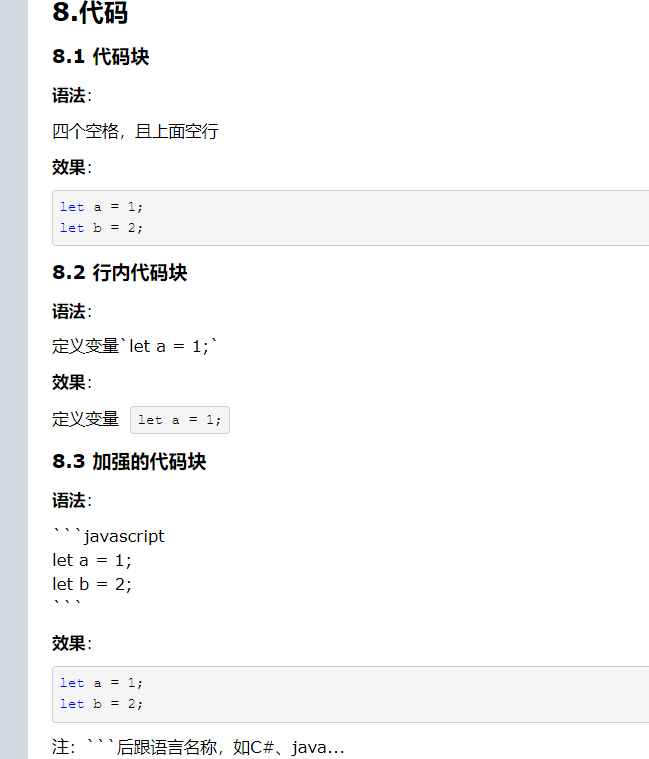 8.代码
8.1 代码块
语法：
四个空格，且上面空行
效果：
let a = 1;
let b = 2;
8.2 行内代码块
语法：
定义变量`let a = 1;`
效果：
定义变量 let a = 1;
8.3 加强的代码块
语法：
```javascript
let a = 1;
let b = 2;
```
效果：
let a = 1;
let b = 2;
注：```后跟语言名称，如C#、java...